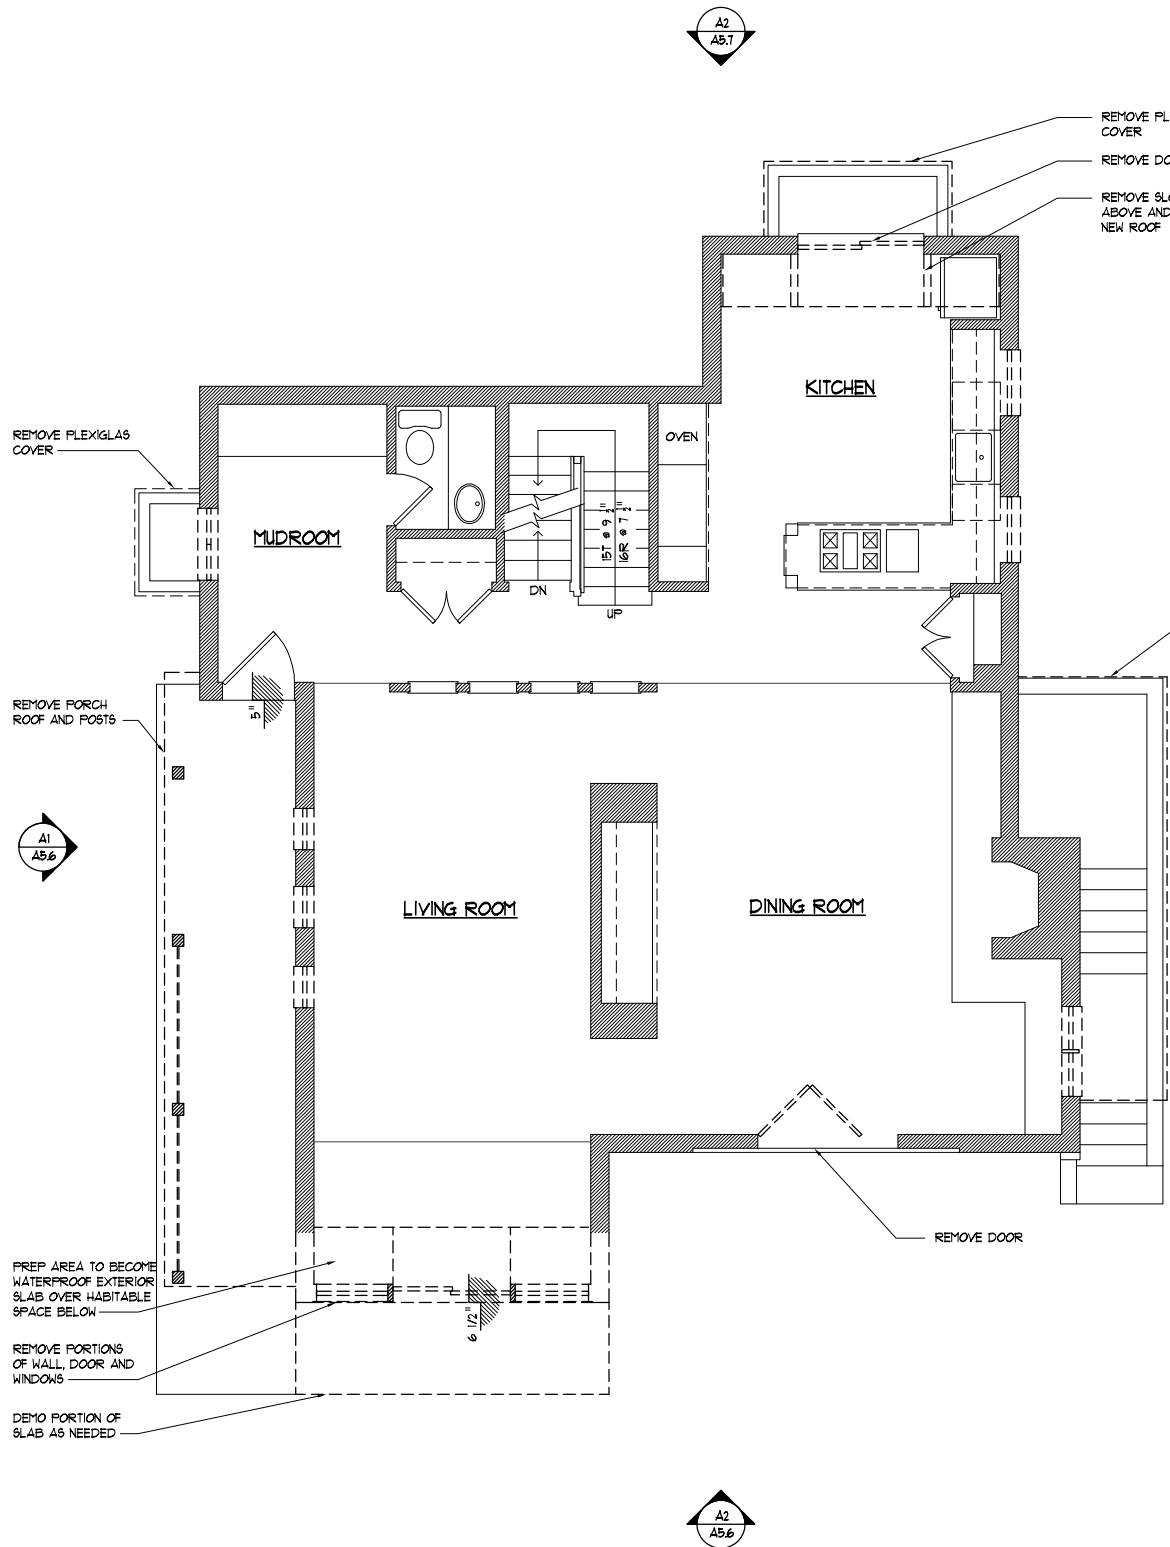 A2
A5.7
REMOVE
COVER
REMOVE
REMOVE
ABOVE AND
NEW ROOF
KITCHEN
REMOVE PLEXIGLAS
COVER
OVEN
MUDROOM
15T @ 9 1/2"
16R @ 7 1/2"
DN
UP
REMOVE PORCH
ROOF AND POSTS
5"
A1
A5.6
LIVING ROOM
DINING ROOM
REMOVE DOOR
PREP AREA TO BECOME
WATERPROOF EXTERIOR
SLAB OVER HABITABLE
SPACE BELOW
6 1/2"
REMOVE PORTIONS
OF WALL, DOOR AND
WINDOWS
DEMO PORTION OF
SLAB AS NEEDED
A2
A5.6